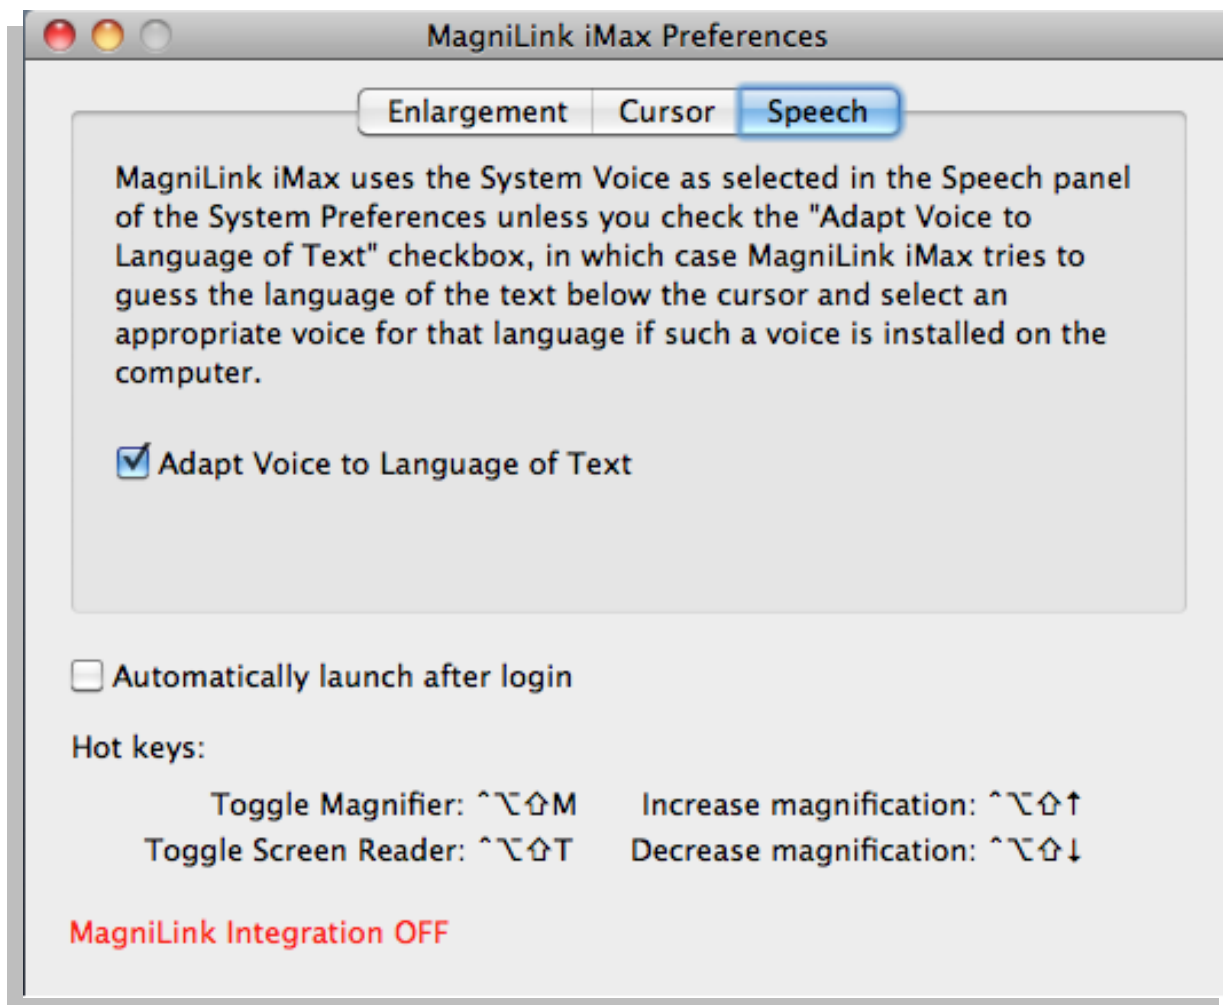 MagniLink iMax Preferences
Enlargement Cursor Speech
MagniLink iMax uses the System Voice as selected in the Speech panel
of the System Preferences unless you check the "Adapt Voice to
Language of Text" checkbox, in which case MagniLink iMax tries to
guess the language of the text below the cursor and select an
appropriate voice for that language if such a voice is installed on the
computer.
Adapt Voice to Language of Text
Automatically launch after login
Hot keys:
Toggle Magnifier: ⌃⌥⇧M Increase magnification: ⌃⌥⇧↑
Toggle Screen Reader: ⌃⌥⇧T Decrease magnification: ⌃⌥⇧↓
MagniLink Integration OFF